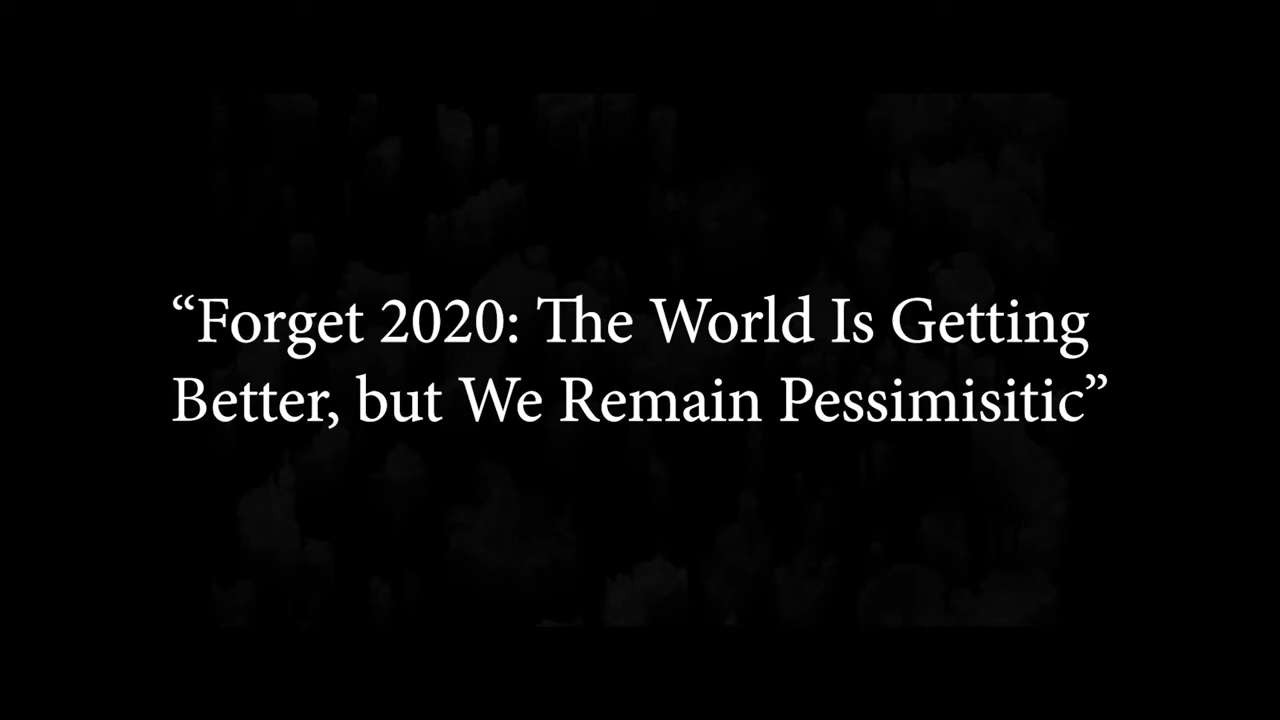 “Forget 2020: The World Is Getting
Better, but We Remain Pessimisitic”